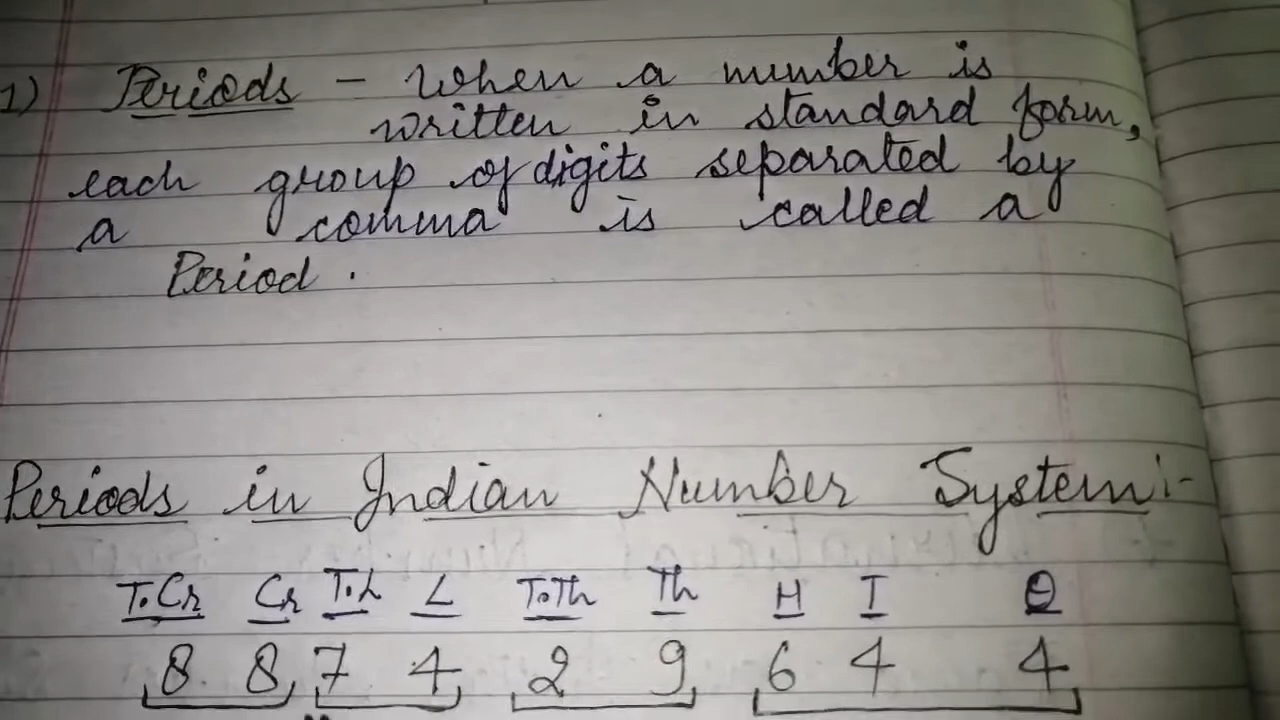 1) Periods - When a number is
written in standard form,
each group of digits separated by
a comma is called a
Period.
Periods in Indian Number System:-
T.Cr Cr T.L L T.Th Th H T O
8 8, 7 4, 2 9, 6 4 4